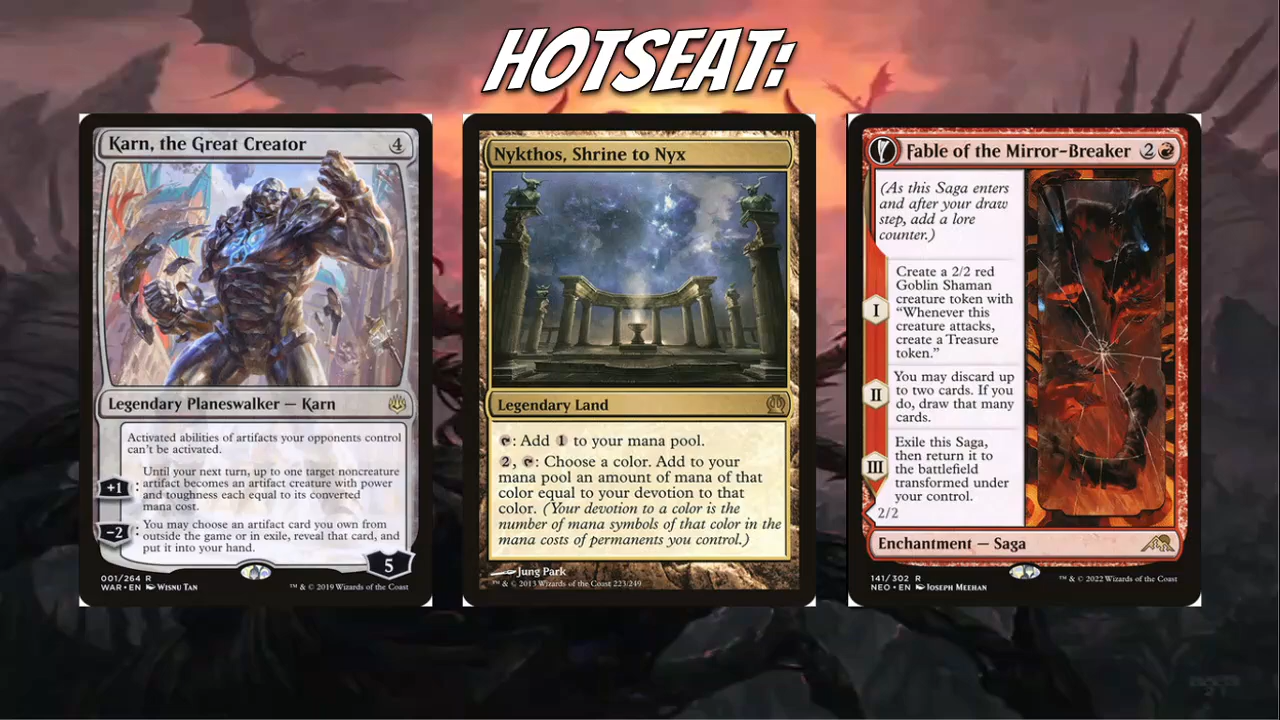 HOTSEAT:
Karn, the Great Creator 4
Legendary Planeswalker — Karn
Activated abilities of artifacts your opponents control
can't be activated.
+1 : Until your next turn, up to one target noncreature
artifact becomes an artifact creature with power
and toughness each equal to its converted
mana cost.
−2 : You may choose an artifact card you own from
outside the game or in exile, reveal that card, and
put it into your hand.
5
001/264 R
WAR • EN Wisnu Tan
™ & © 2019 Wizards of the Coast
Nykthos, Shrine to Nyx
Legendary Land
: Add 1 to your mana pool.
2, : Choose a color. Add to your
mana pool an amount of mana of that
color equal to your devotion to that
color. (Your devotion to a color is the
number of mana symbols of that color in the
mana costs of permanents you control.)
Jung Park
™ & © 2013 Wizards of the Coast 223/249
Fable of the Mirror-Breaker 2
(As this Saga enters
and after your draw
step, add a lore
counter.)
I
Create a 2/2 red
Goblin Shaman
creature token with
“Whenever this
creature attacks,
create a Treasure
token.”
II
You may discard up
to two cards. If you
do, draw that many
cards.
III
Exile this Saga,
then return it to
the battlefield
transformed under
your control.
2/2
Enchantment — Saga
141/302 R
NEO • EN Joseph Meehan
™ & © 2022 Wizards of the Coast